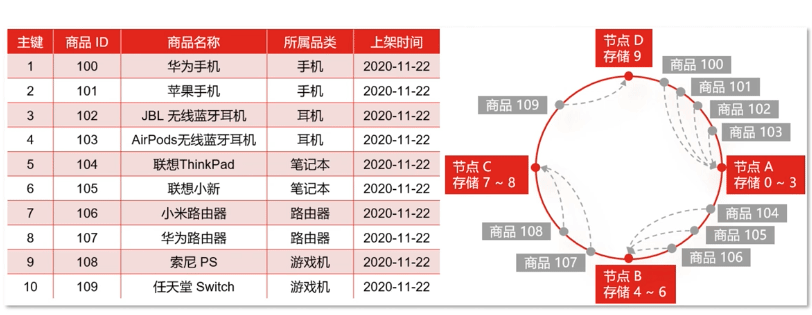 主键 商品 ID 商品名称 所属品类 上架时间
1 100 华为手机 手机 2020-11-22
2 101 苹果手机 手机 2020-11-22
3 102 JBL 无线蓝牙耳机 耳机 2020-11-22
4 103 AirPods无线蓝牙耳机 耳机 2020-11-22
5 104 联想ThinkPad 笔记本 2020-11-22
6 105 联想小新 笔记本 2020-11-22
7 106 小米路由器 路由器 2020-11-22
8 107 华为路由器 路由器 2020-11-22
9 108 索尼 PS 游戏机 2020-11-22
10 109 任天堂 Switch 游戏机 2020-11-22
节点 D
存储 9
商品 100
商品 101
商品 102
商品 103
节点 A
存储 0 ~ 3
商品 104
商品 105
商品 106
节点 B
存储 4 ~ 6
商品 107
商品 108
节点 C
存储 7 ~ 8
商品 109